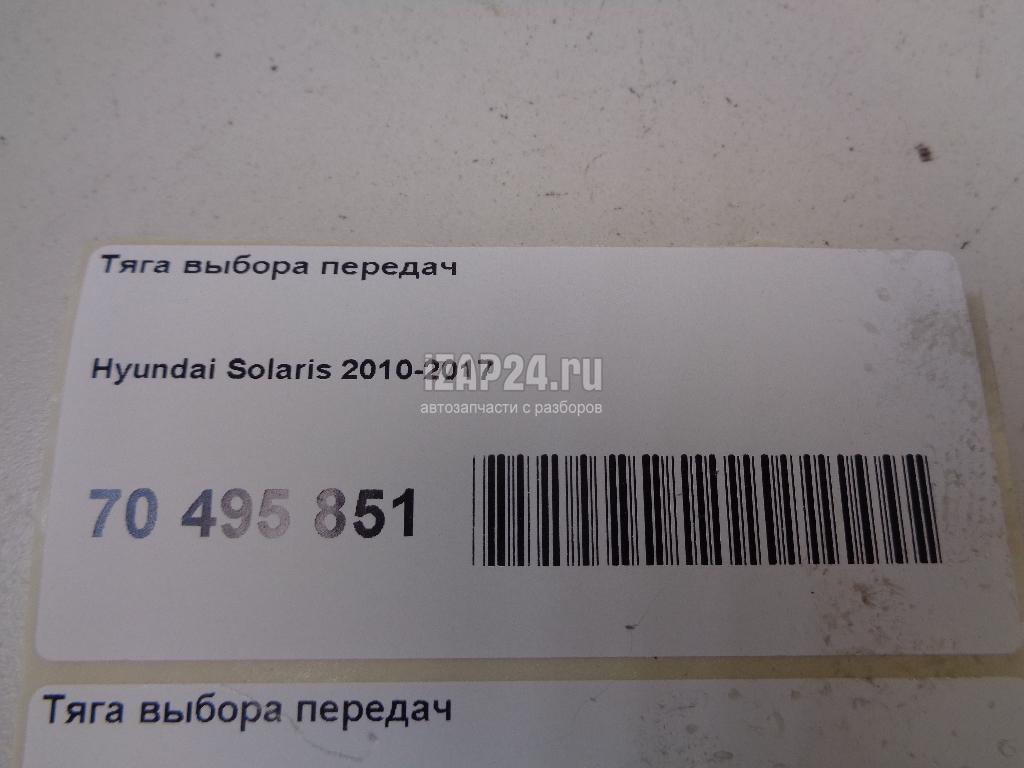 Тяга выбора передач
Hyundai Solaris 2010-2017
iZAP24.ru
автозапчасти с разборов
70 495 851
Тяга выбора передач